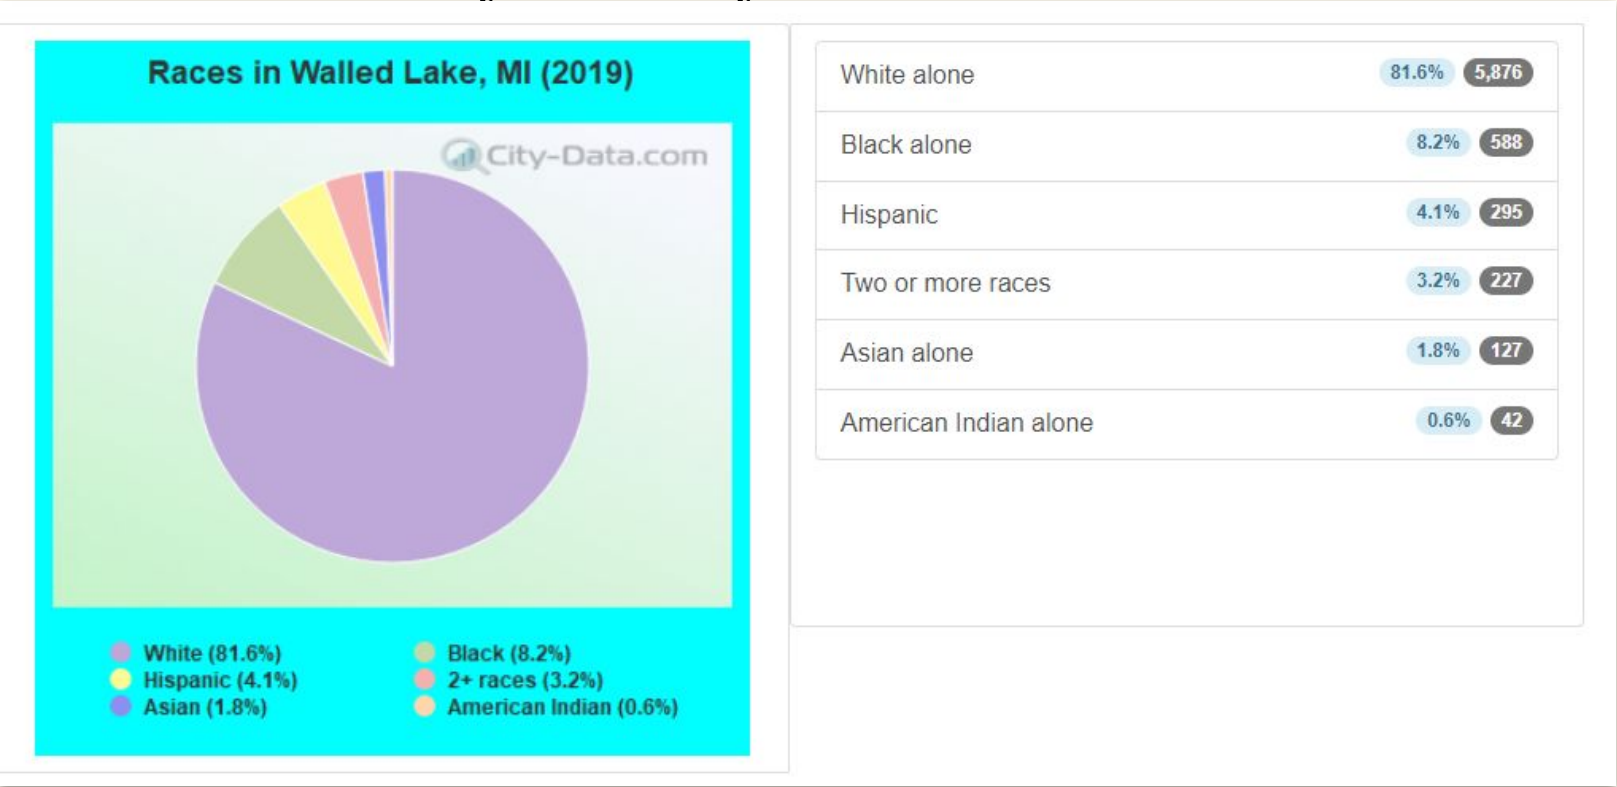 Races in Walled Lake, MI (2019)
City-Data.com
White (81.6%)
Black (8.2%)
Hispanic (4.1%)
2+ races (3.2%)
Asian (1.8%)
American Indian (0.6%)
White alone 81.6% 5,876
Black alone 8.2% 588
Hispanic 4.1% 295
Two or more races 3.2% 227
Asian alone 1.8% 127
American Indian alone 0.6% 42